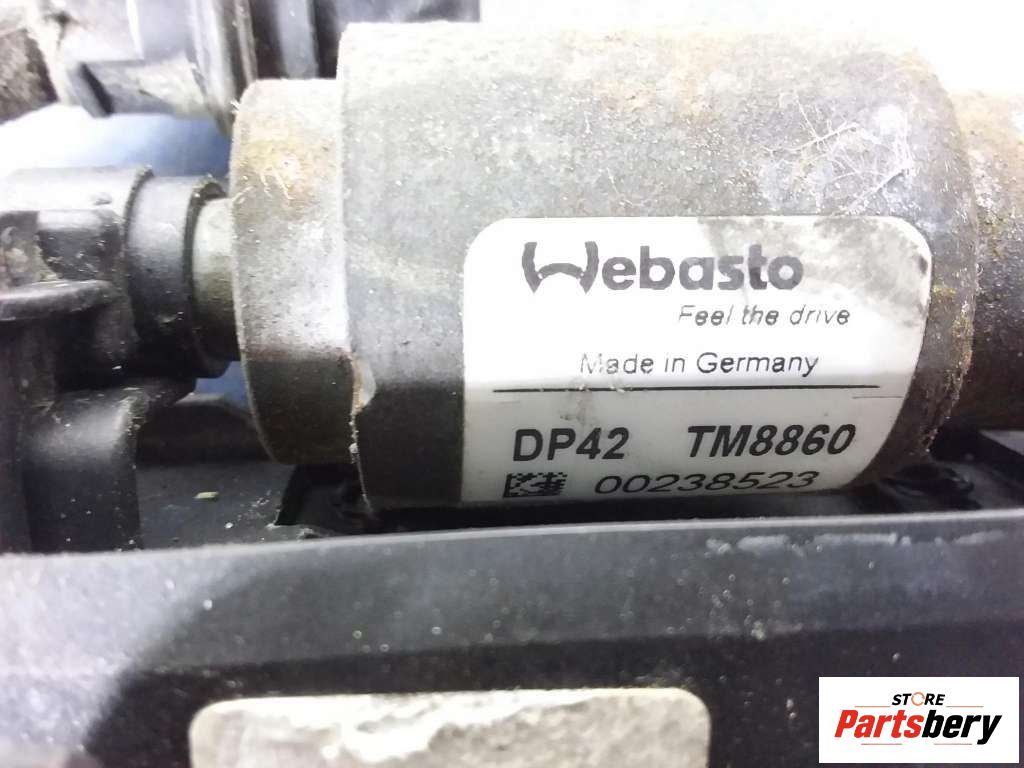 Webasto
Feel the drive
Made in Germany
DP42 TM8860
00238523
STORE
Partsbery